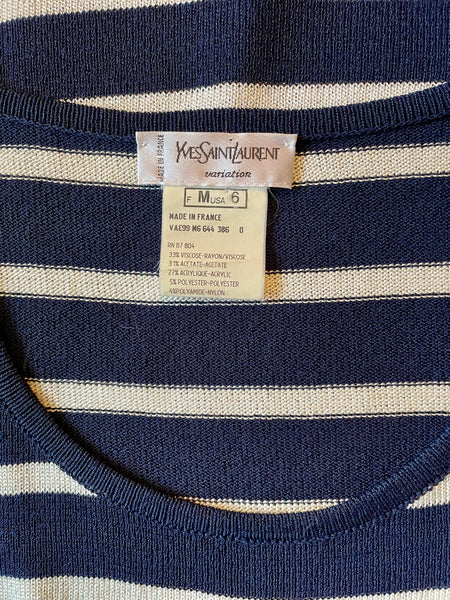 MADE IN FRANCE
YVESSAINTLAURENT
variation
F M USA 6
MADE IN FRANCE
VAE99 M6 644 386 0
RN 87 804
33% VISCOSE-RAYON/VISCOSE
31% ACETATE-ACETATE
27% ACRYLIQUE-ACRYLIC
5% POLYESTER-POLYESTER
4%POLYAMIDE-NYLON